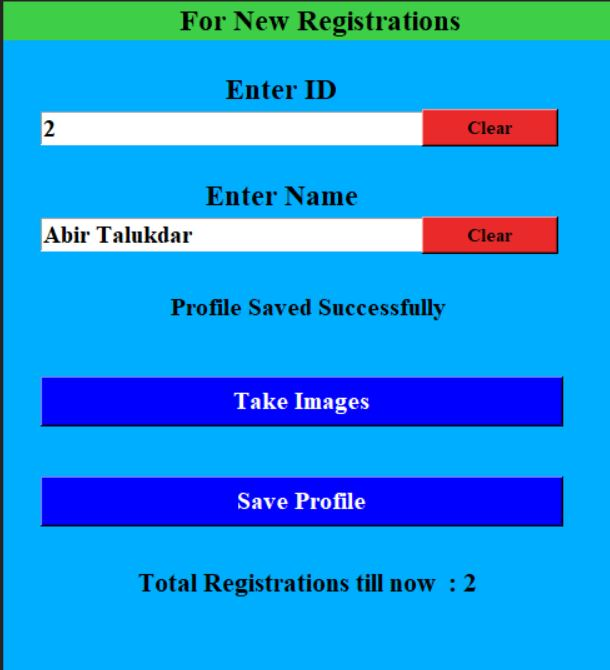 For New Registrations
Enter ID
2 Clear
Enter Name
Abir Talukdar Clear
Profile Saved Successfully
Take Images
Save Profile
Total Registrations till now : 2